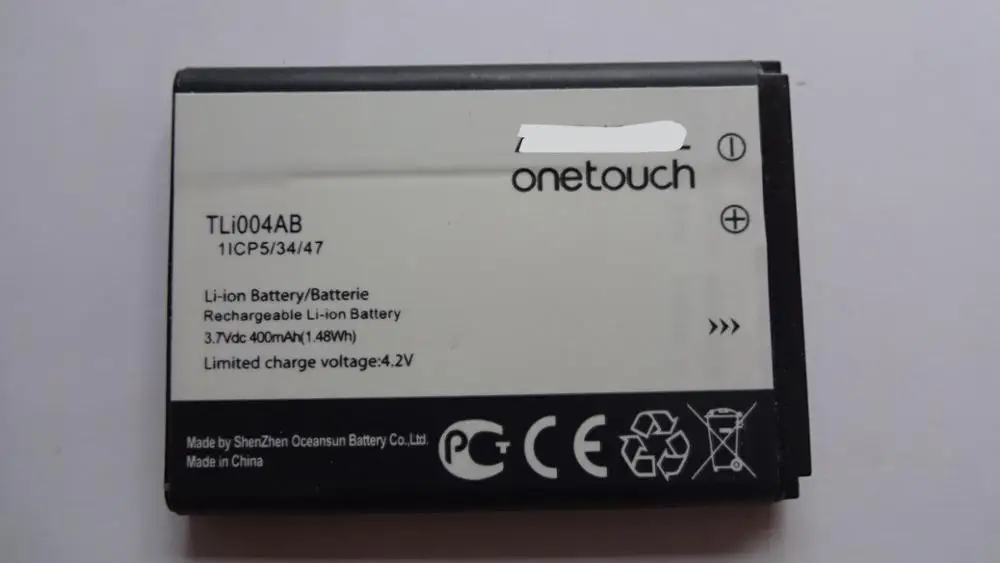 onetouch
TLi004AB
1ICP5/34/47
Li-ion Battery/Batterie
Rechargeable Li-ion Battery
3.7Vdc 400mAh(1.48Wh)
Limited charge voltage:4.2V
Made by ShenZhen Oceansun Battery Co.,Ltd.
Made in China